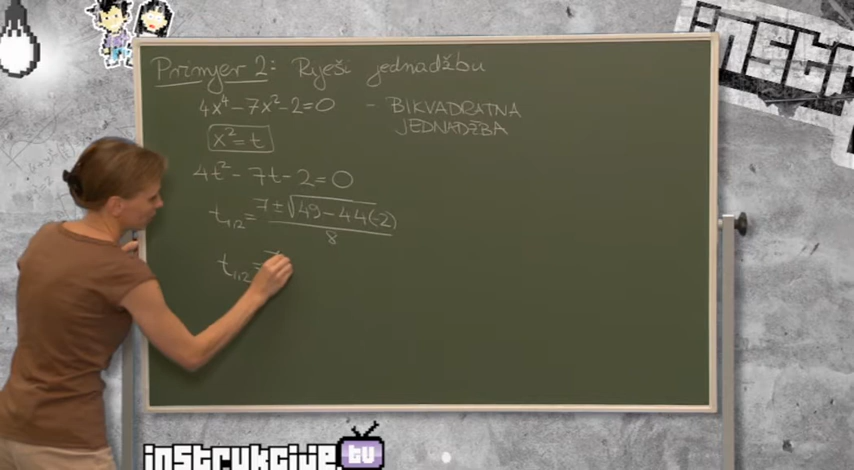 Primjer 2: Riješi jednadžbu
4x⁴-7x²-2=0 - BIKVADRATNA
JEDNADŽBA
x²=t
4t²-7t-2=0
t₁,₂=7±√49-4·4(-2)
8
t₁,₂=7
instrukcije tv